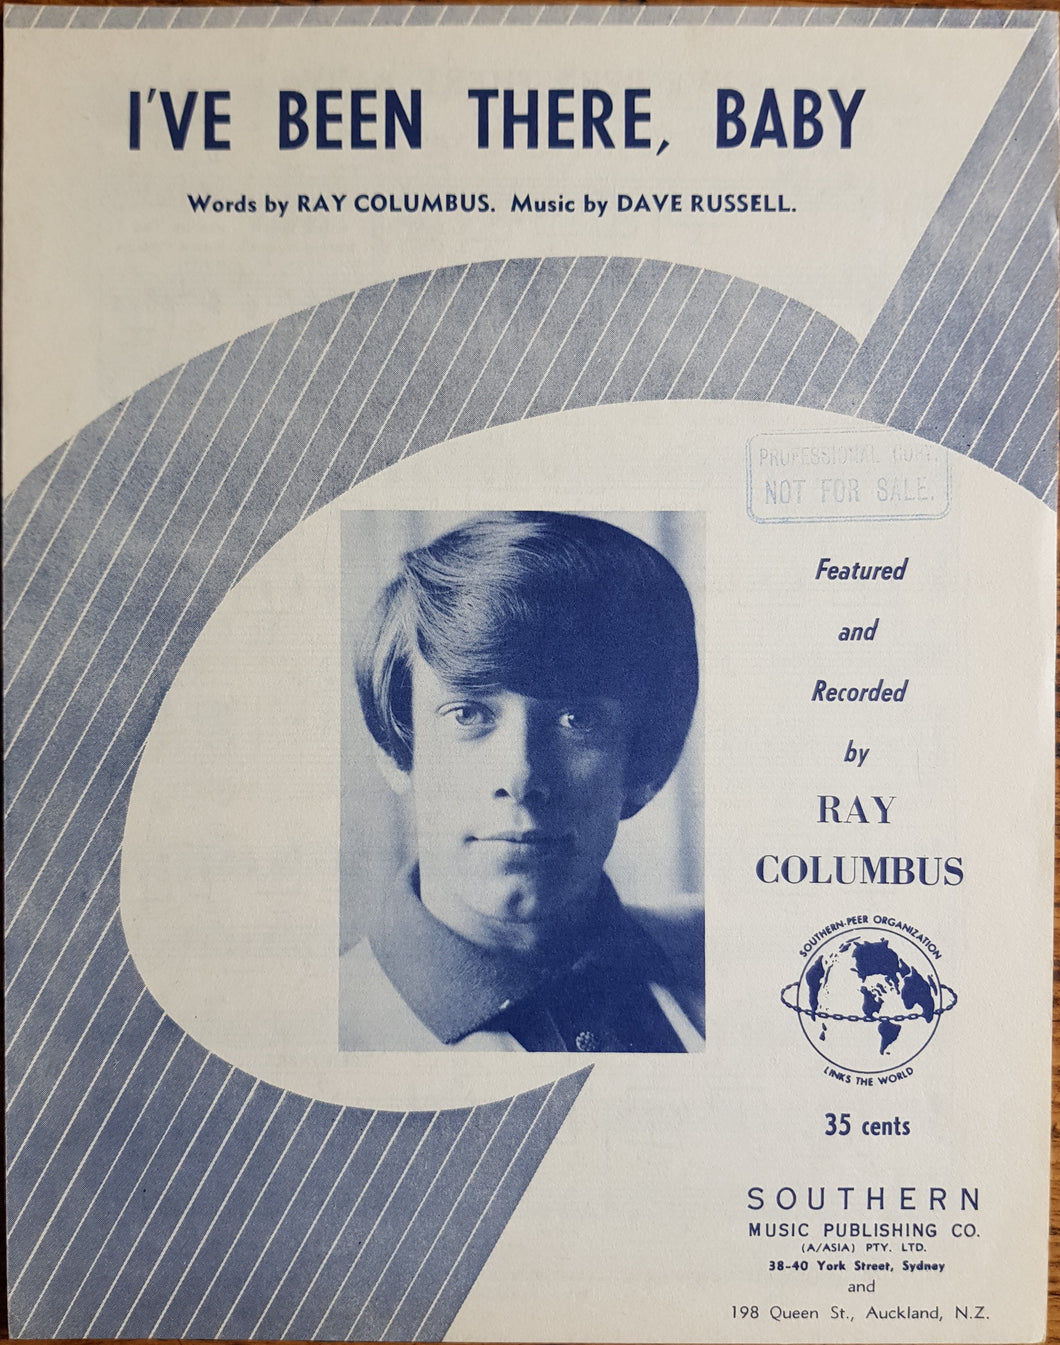 I'VE BEEN THERE, BABY
Words by RAY COLUMBUS. Music by DAVE RUSSELL.
PROFESSIONAL COPY.
NOT FOR SALE.
Featured
and
Recorded
by
RAY
COLUMBUS
SOUTHERN-PEER ORGANIZATION
LINKS THE WORLD
35 cents
SOUTHERN
MUSIC PUBLISHING CO.
(A/ASIA) PTY. LTD.
38-40 York Street, Sydney
and
198 Queen St., Auckland, N.Z.